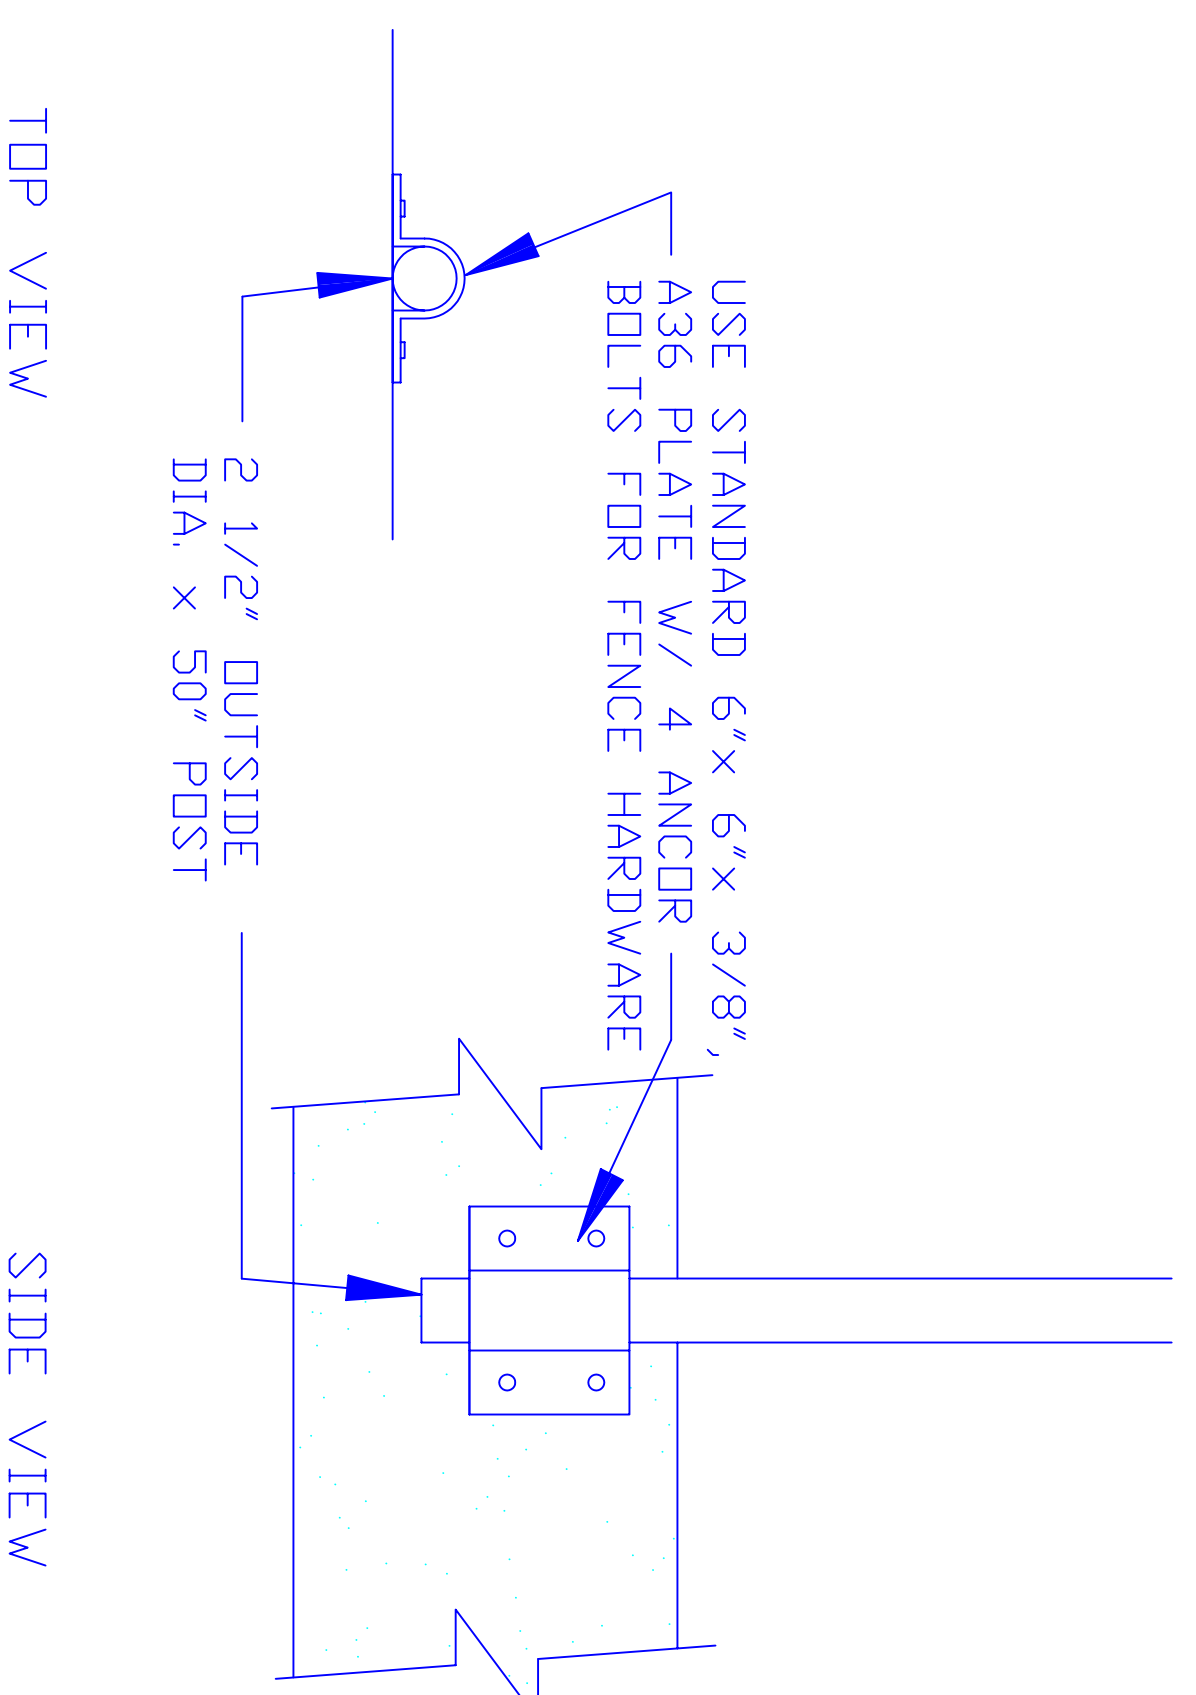 USE STANDARD 6"x 6"x 3/8",
A36 PLATE W/ 4 ANCOR
BOLTS FOR FENCE HARDWARE
2 1/2" OUTSIDE
DIA. x 50" POST
TOP VIEW
SIDE VIEW